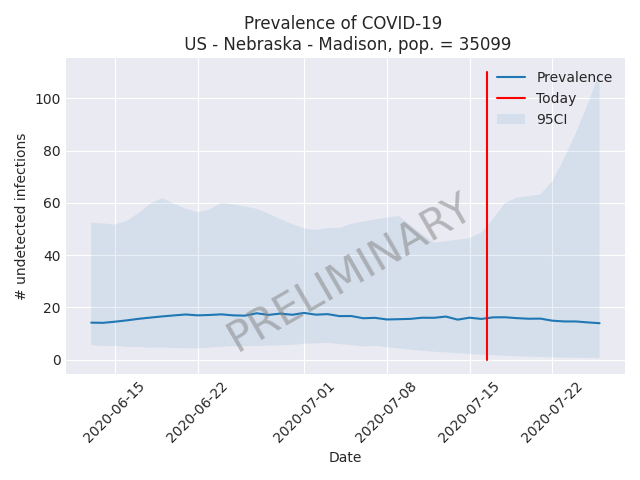 Prevalence of COVID-19
US - Nebraska - Madison, pop. = 35099
# undetected infections
100
80
60
40
20
0
Prevalence
Today
95CI
PRELIMINARY
2020-06-15
2020-06-22
2020-07-01
2020-07-08
2020-07-15
2020-07-22
Date